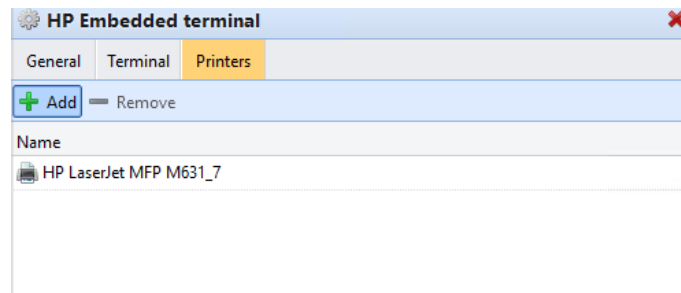 HP Embedded terminal
General Terminal Printers
Add Remove
Name
HP LaserJet MFP M631_7